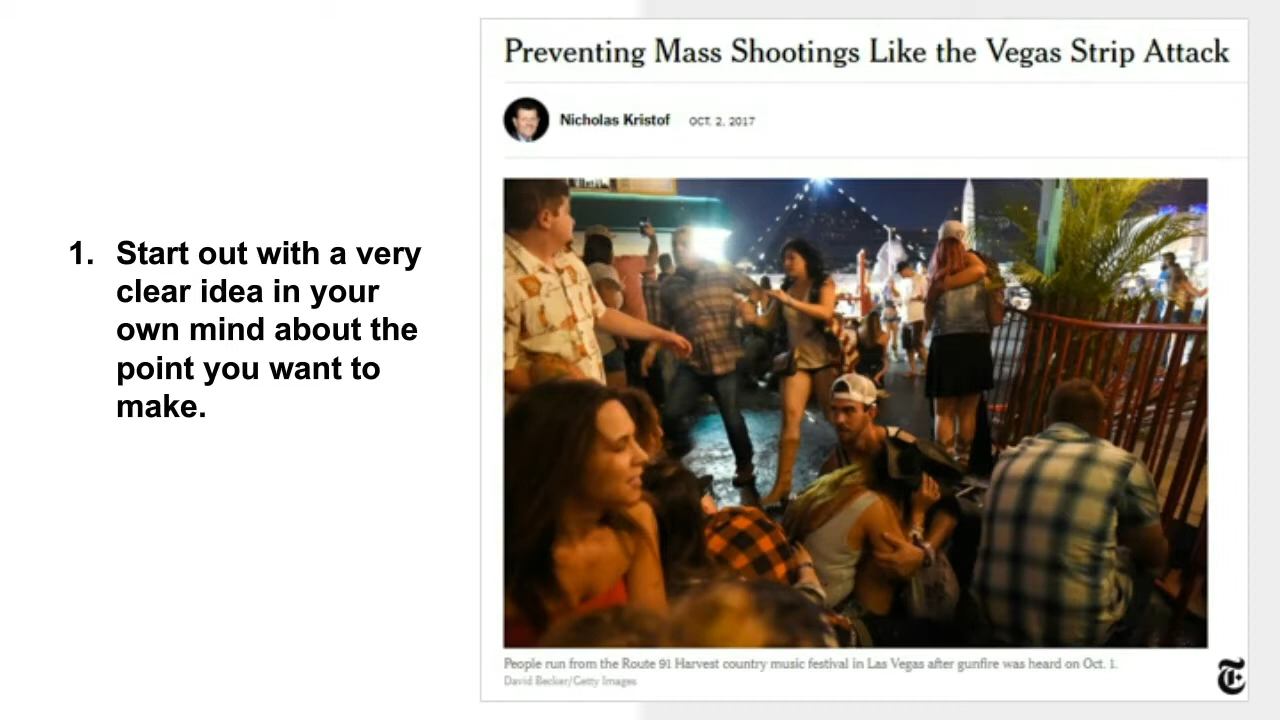 1. Start out with a very
clear idea in your
own mind about the
point you want to
make.
Preventing Mass Shootings Like the Vegas Strip Attack
Nicholas Kristof OCT. 2, 2017
People run from the Route 91 Harvest country music festival in Las Vegas after gunfire was heard on Oct. 1.
David Becker/Getty Images
T